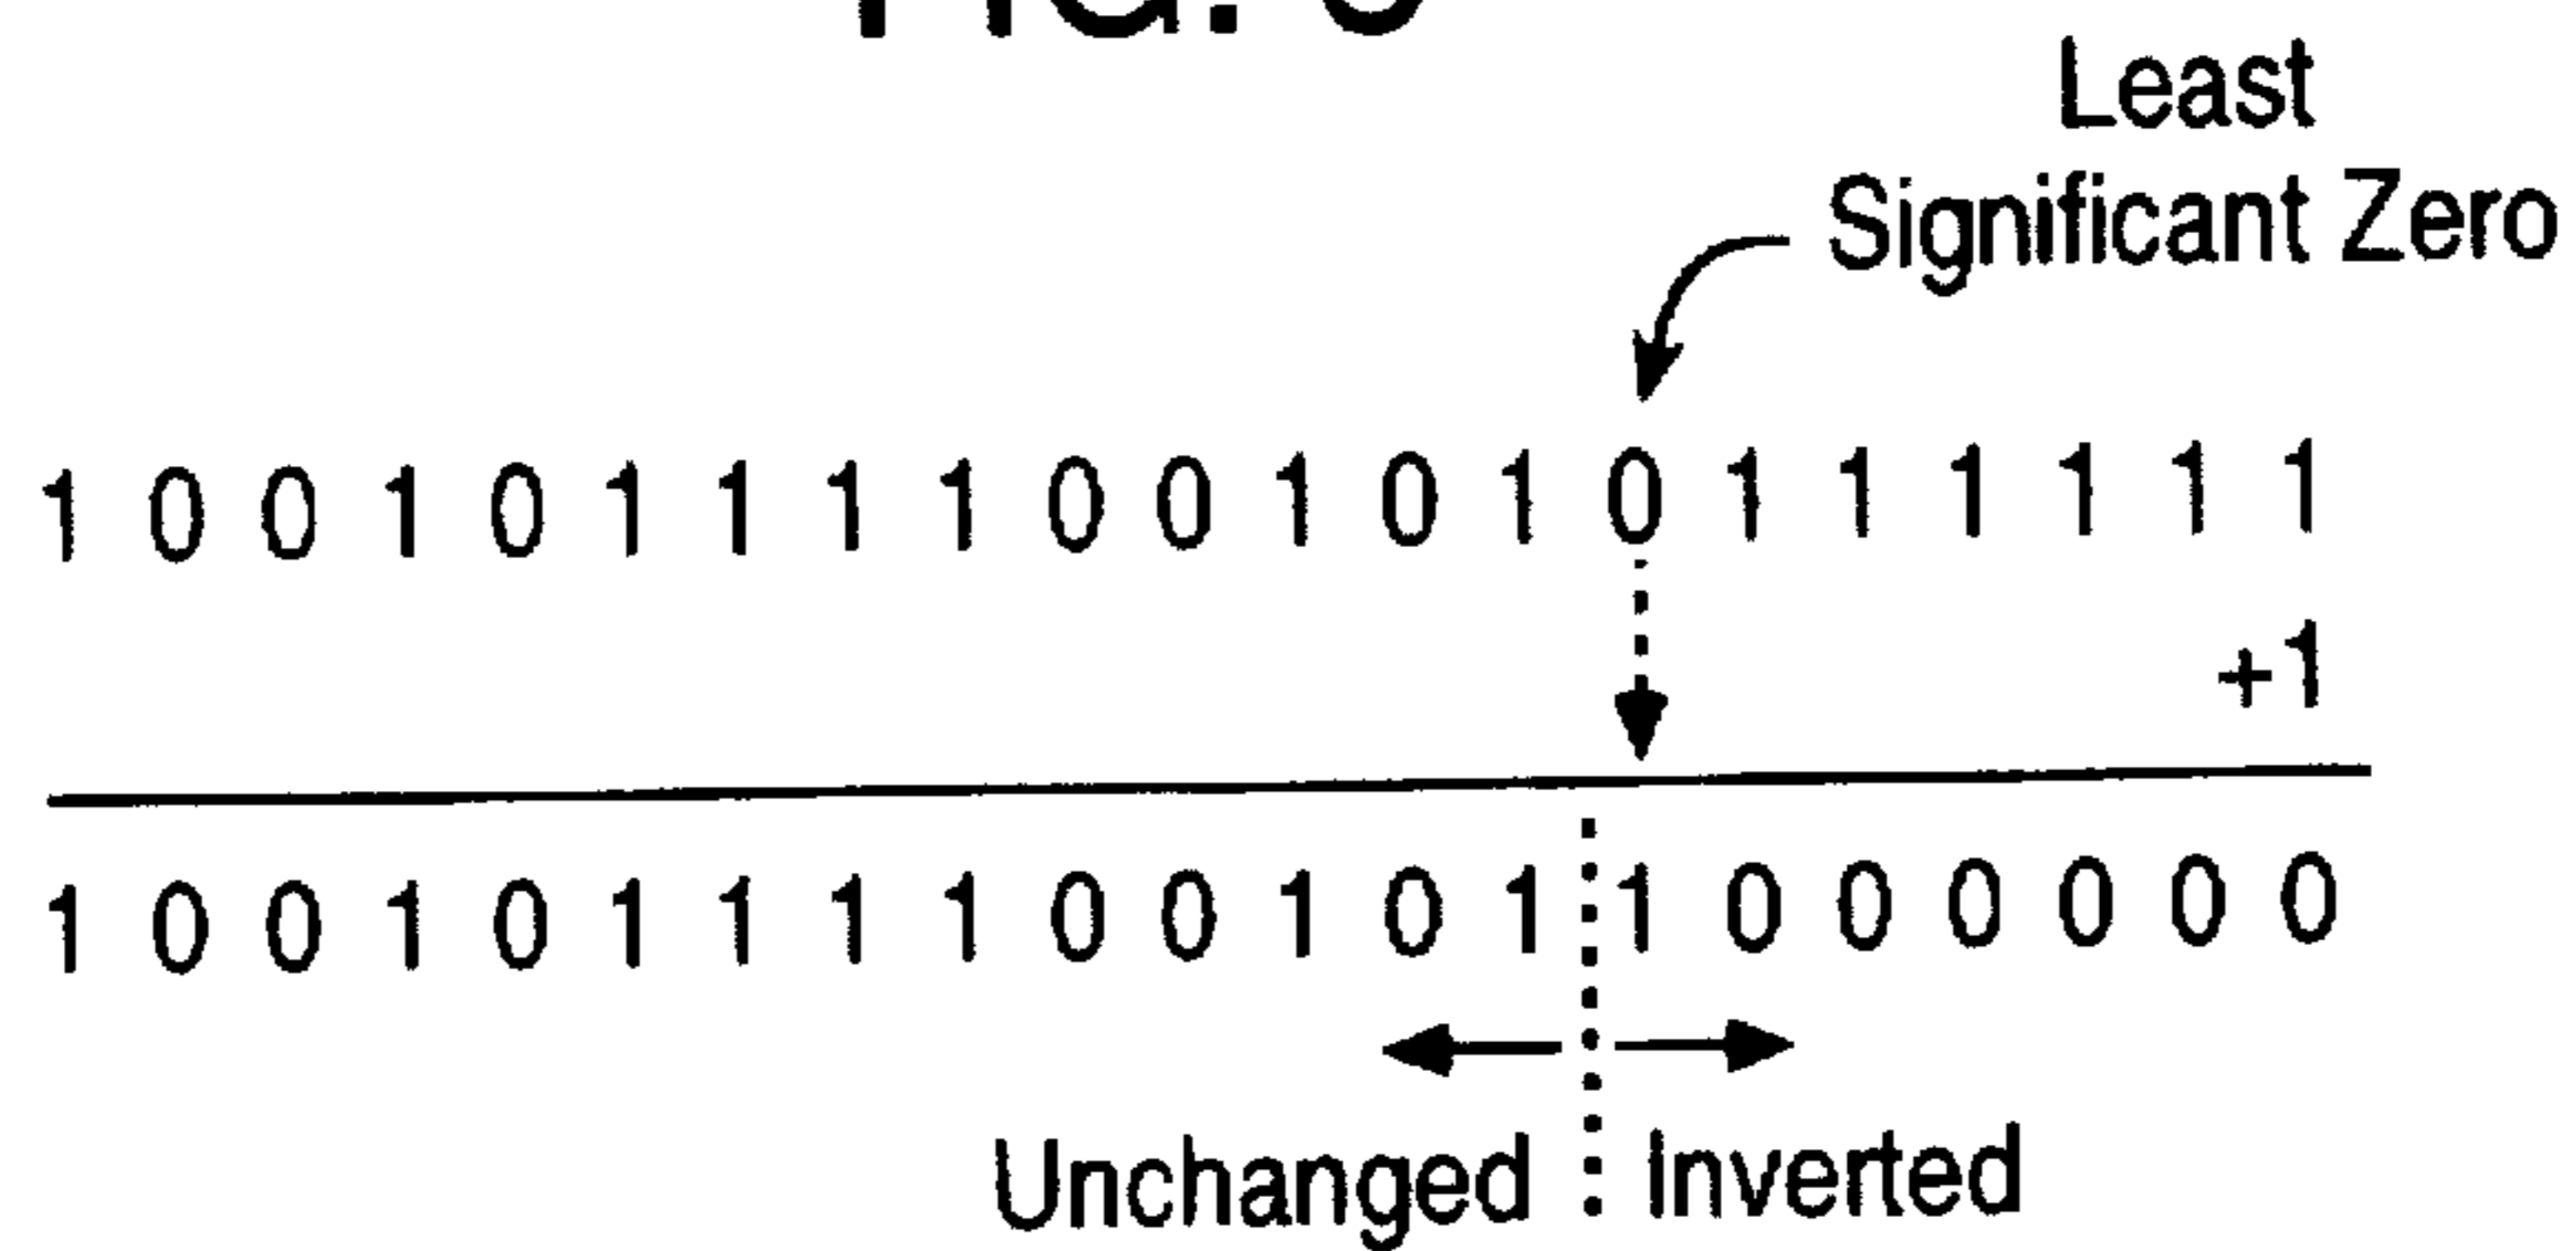 Least
Significant Zero
1 0 0 1 0 1 1 1 1 0 0 1 0 1 0 1 1 1 1 1 1
+1
1 0 0 1 0 1 1 1 1 0 0 1 0 1 1 0 0 0 0 0 0
Unchanged Inverted